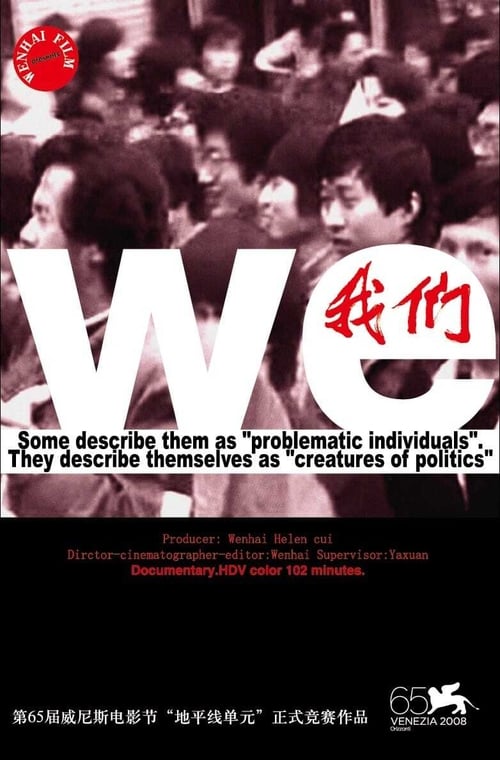 WENHAI FILM
presents
We
我们
Some describe them as "problematic individuals".
They describe themselves as "creatures of politics"
Producer: Wenhai Helen cui
Dirctor-cinematographer-editor:Wenhai Supervisor:Yaxuan
Documentary.HDV color 102 minutes.
第65届威尼斯电影节“地平线单元”正式竞赛作品
65
VENEZIA 2008
Orizzonti